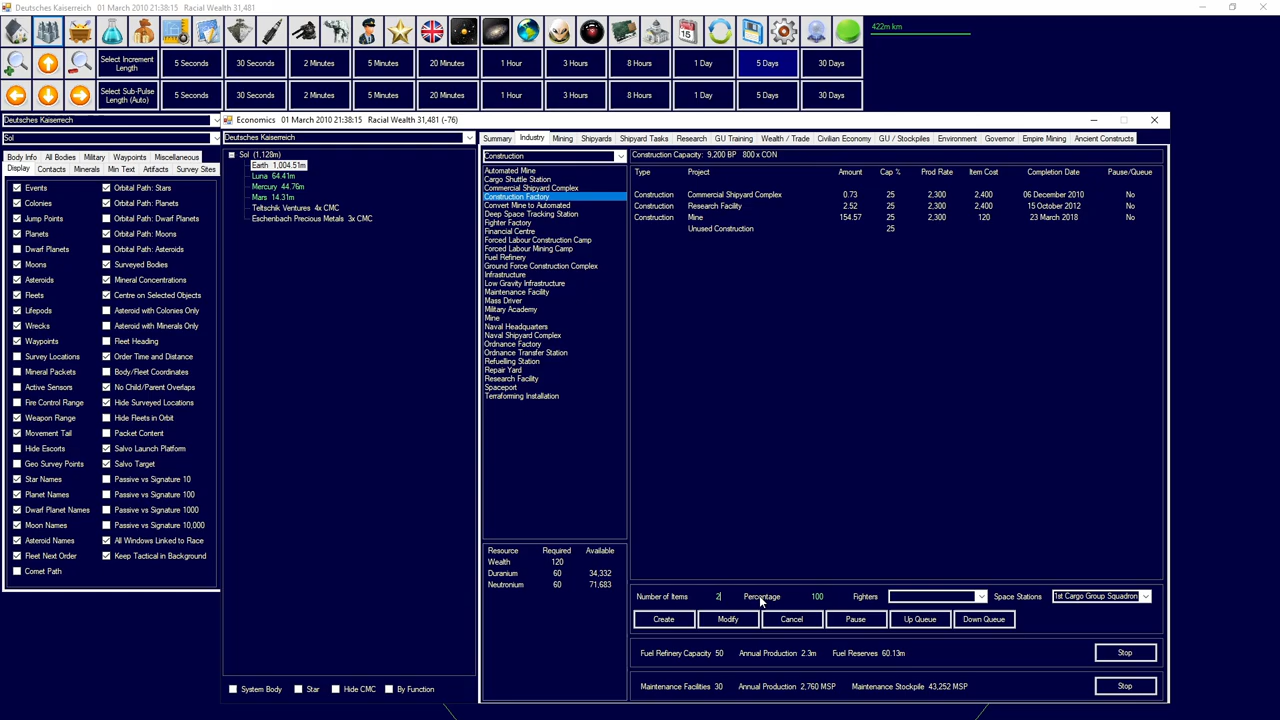 Deutsches Kaiserreich 01 March 2010 21:38:15 Racial Wealth 31,481
422m km
Select Increment Length 5 Seconds 30 Seconds 2 Minutes 5 Minutes 20 Minutes 1 Hour 3 Hours 8 Hours 1 Day 5 Days 30 Days
Select Sub-Pulse Length (Auto) 5 Seconds 30 Seconds 2 Minutes 5 Minutes 20 Minutes 1 Hour 3 Hours 8 Hours 1 Day 5 Days 30 Days
Deutsches Kaiserreich
Sol
Body Info All Bodies Military Waypoints Miscellaneous
Display Contacts Minerals Min Text Artifacts Survey Sites
Events Orbital Path: Stars
Colonies Orbital Path: Planets
Jump Points Orbital Path: Dwarf Planets
Planets Orbital Path: Moons
Dwarf Planets Orbital Path: Asteroids
Moons Surveyed Bodies
Asteroids Mineral Concentrations
Fleets Centre on Selected Objects
Lifepods Asteroid with Colonies Only
Wrecks Asteroid with Minerals Only
Waypoints Fleet Heading
Survey Locations Order Time and Distance
Mineral Packets Body/Fleet Coordinates
Active Sensors No Child/Parent Overlaps
Fire Control Range Hide Surveyed Locations
Weapon Range Hide Fleets in Orbit
Movement Tail Packet Content
Hide Escorts Salvo Launch Platform
Geo Survey Points Salvo Target
Star Names Passive vs Signature 10
Planet Names Passive vs Signature 100
Dwarf Planet Names Passive vs Signature 1000
Moon Names Passive vs Signature 10,000
Asteroid Names All Windows Linked to Race
Fleet Next Order Keep Tactical in Background
Comet Path
Economics 01 March 2010 21:38:15 Racial Wealth 31,481 (-76)
Deutsches Kaiserreich
Sol (1,128m)
Earth 1,004.51m
Luna 64.41m
Mercury 44.76m
Mars 14.31m
Teltschik Ventures 4x CMC
Eschenbach Precious Metals 3x CMC
System Body Star Hide CMC By Function
Summary Industry Mining Shipyards Shipyard Tasks Research GU Training Wealth / Trade Civilian Economy GU / Stockpiles Environment Governor Empire Mining Ancient Constructs
Construction
Automated Mine
Cargo Shuttle Station
Commercial Shipyard Complex
Construction Factory
Convert Mine to Automated
Deep Space Tracking Station
Fighter Factory
Financial Centre
Forced Labour Construction Camp
Forced Labour Mining Camp
Fuel Refinery
Ground Force Construction Complex
Infrastructure
Low Gravity Infrastructure
Maintenance Facility
Mass Driver
Military Academy
Mine
Naval Headquarters
Naval Shipyard Complex
Ordnance Factory
Ordnance Transfer Station
Refuelling Station
Repair Yard
Research Facility
Spaceport
Terraforming Installation
Resource Required Available
Wealth 120
Duranium 60 34,332
Neutronium 60 71,683
Construction Capacity: 9,200 BP 800 x CON
Type Project Amount Cap % Prod Rate Item Cost Completion Date Pause/Queue
Construction Commercial Shipyard Complex 0.73 25 2,300 2,400 06 December 2010 No
Construction Research Facility 2.52 25 2,300 2,400 15 October 2012 No
Construction Mine 154.57 25 2,300 120 23 March 2018 No
Unused Construction 25
Number of Items 2 Percentage 100 Fighters Space Stations 1st Cargo Group Squadron
Create Modify Cancel Pause Up Queue Down Queue
Fuel Refinery Capacity 50 Annual Production 2.3m Fuel Reserves 60.13m Stop
Maintenance Facilities 30 Annual Production 2,760 MSP Maintenance Stockpile 43,252 MSP Stop